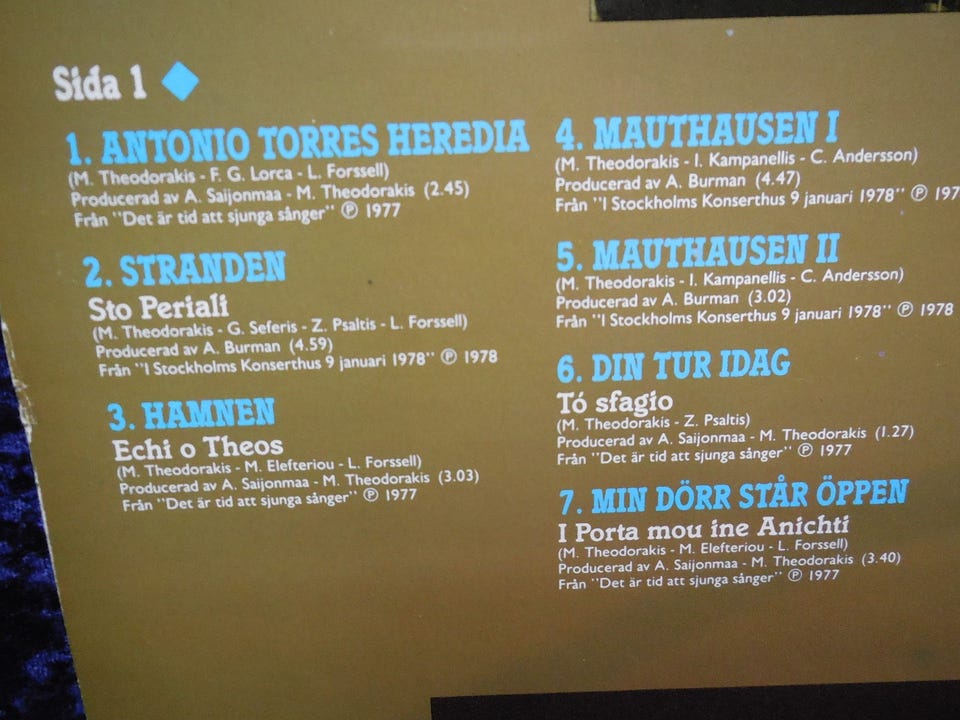 Sida 1
1. ANTONIO TORRES HEREDIA
(M. Theodorakis - F. G. Lorca - L. Forssell)
Producerad av A. Saijonmaa - M. Theodorakis (2.45)
Från "Det är tid att sjunga sånger" ℗ 1977
2. STRANDEN
Sto Periali
(M. Theodorakis - G. Seferis - Z. Psaltis - L. Forssell)
Producerad av A. Burman (4.59)
Från "I Stockholms Konserthus 9 januari 1978" ℗ 1978
3. HAMNEN
Echi o Theos
(M. Theodorakis - M. Elefteriou - L. Forssell)
Producerad av A. Saijonmaa - M. Theodorakis (3.03)
Från "Det är tid att sjunga sånger" ℗ 1977
4. MAUTHAUSEN I
(M. Theodorakis - I. Kampanellis - C. Andersson)
Producerad av A. Burman (4.47)
Från "I Stockholms Konserthus 9 januari 1978" ℗ 197
5. MAUTHAUSEN II
(M. Theodorakis - I. Kampanellis - C. Andersson)
Producerad av A. Burman (3.02)
Från "I Stockholms Konserthus 9 januari 1978" ℗ 1978
6. DIN TUR IDAG
Tó sfagio
(M. Theodorakis - Z. Psaltis)
Producerad av A. Saijonmaa - M. Theodorakis (1.27)
Från "Det är tid att sjunga sånger" ℗ 1977
7. MIN DÖRR STÅR ÖPPEN
I Porta mou ine Anichti
(M. Theodorakis - M. Elefteriou - L. Forssell)
Producerad av A. Saijonmaa - M. Theodorakis (3.40)
Från "Det är tid att sjunga sånger" ℗ 1977